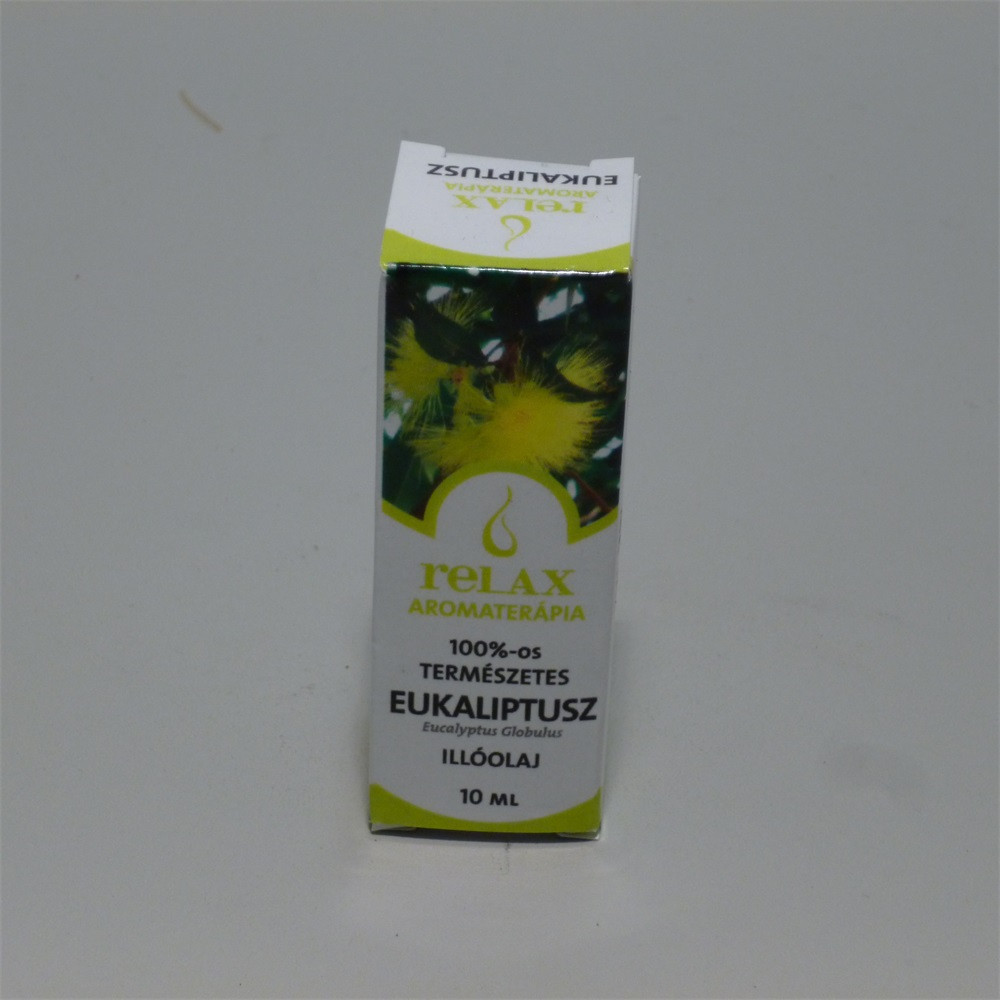 EUKALIPTUSZ
AROMATERÁPIA
reLAX
reLAX
AROMATERÁPIA
100%-os
TERMÉSZETES
EUKALIPTUSZ
Eucalyptus Globulus
ILLÓOLAJ
10 ML